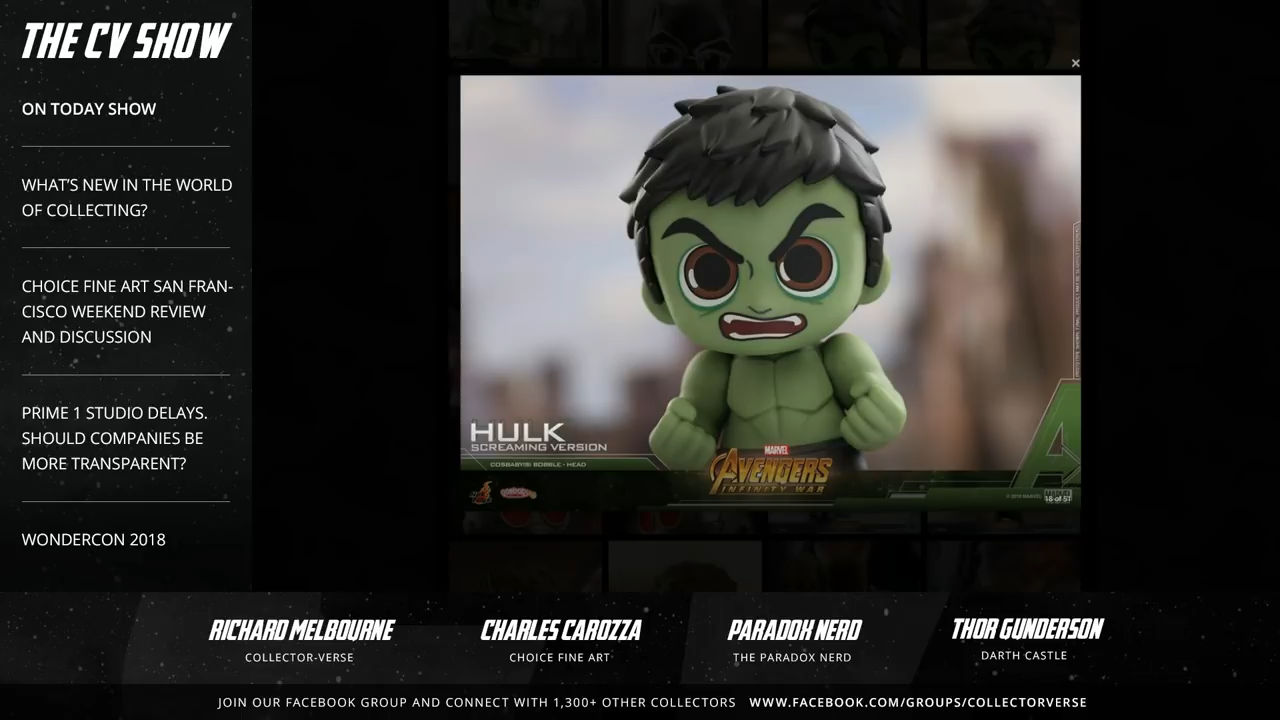 THE CV SHOW
ON TODAY SHOW
WHAT'S NEW IN THE WORLD
OF COLLECTING?
CHOICE FINE ART SAN FRAN-
CISCO WEEKEND REVIEW
AND DISCUSSION
PRIME 1 STUDIO DELAYS.
SHOULD COMPANIES BE
MORE TRANSPARENT?
WONDERCON 2018
×
HULK
SCREAMING VERSION
COSBABY(S) BOBBLE-HEAD
MARVEL
AVENGERS
INFINITY WAR
18 of 51
RICHARD MELBOURNE
COLLECTOR-VERSE
CHARLES CAROZZA
CHOICE FINE ART
PARADOX NERD
THE PARADOX NERD
THOR GUNDERSON
DARTH CASTLE
JOIN OUR FACEBOOK GROUP AND CONNECT WITH 1,300+ OTHER COLLECTORS WWW.FACEBOOK.COM/GROUPS/COLLECTORVERSE